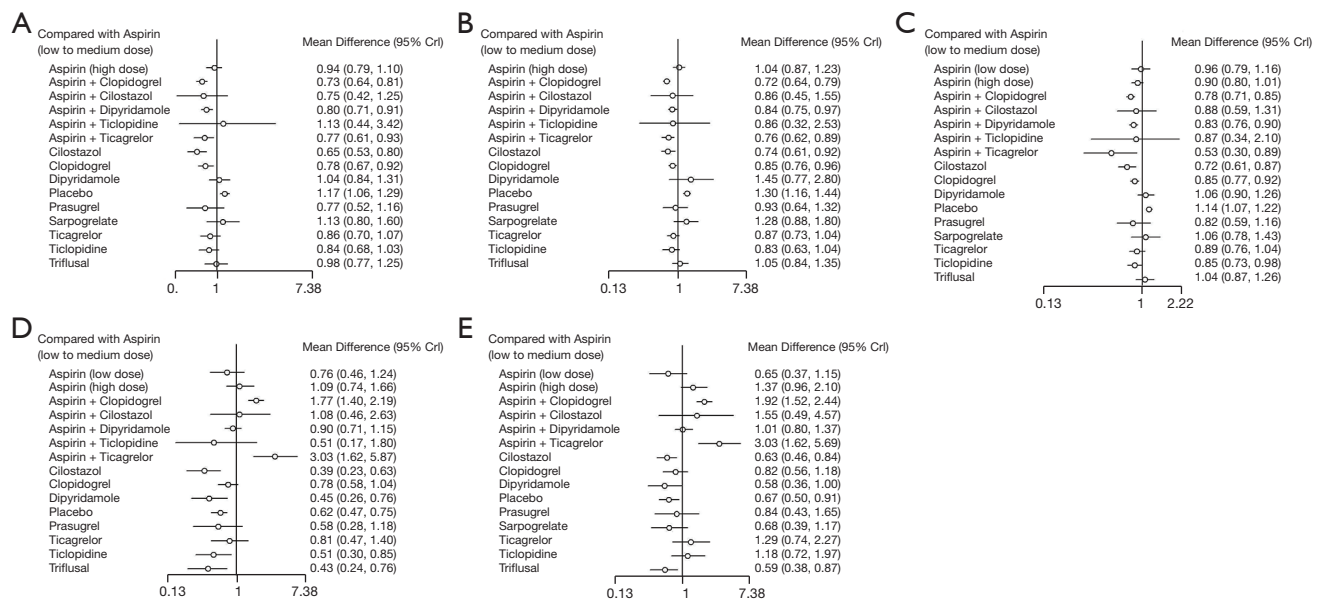 A
Compared with Aspirin
(low to medium dose)
Mean Difference (95% Crl)
Aspirin (high dose) 0.94 (0.79, 1.10)
Aspirin + Clopidogrel 0.73 (0.64, 0.81)
Aspirin + Cilostazol 0.75 (0.42, 1.25)
Aspirin + Dipyridamole 0.80 (0.71, 0.91)
Aspirin + Ticlopidine 1.13 (0.44, 3.42)
Aspirin + Ticagrelor 0.77 (0.61, 0.93)
Cilostazol 0.65 (0.53, 0.80)
Clopidogrel 0.78 (0.67, 0.92)
Dipyridamole 1.04 (0.84, 1.31)
Placebo 1.17 (1.06, 1.29)
Prasugrel 0.77 (0.52, 1.16)
Sarpogrelate 1.13 (0.80, 1.60)
Ticagrelor 0.86 (0.70, 1.07)
Ticlopidine 0.84 (0.68, 1.03)
Triflusal 0.98 (0.77, 1.25)
0. 1 7.38
B
Compared with Aspirin
(low to medium dose)
Mean Difference (95% Crl)
Aspirin (high dose) 1.04 (0.87, 1.23)
Aspirin + Clopidogrel 0.72 (0.64, 0.79)
Aspirin + Cilostazol 0.86 (0.45, 1.55)
Aspirin + Dipyridamole 0.84 (0.75, 0.97)
Aspirin + Ticlopidine 0.86 (0.32, 2.53)
Aspirin + Ticagrelor 0.76 (0.62, 0.89)
Cilostazol 0.74 (0.61, 0.92)
Clopidogrel 0.85 (0.76, 0.96)
Dipyridamole 1.45 (0.77, 2.80)
Placebo 1.30 (1.16, 1.44)
Prasugrel 0.93 (0.64, 1.32)
Sarpogrelate 1.28 (0.88, 1.80)
Ticagrelor 0.87 (0.73, 1.04)
Ticlopidine 0.83 (0.63, 1.04)
Triflusal 1.05 (0.84, 1.35)
0.13 1 7.38
C
Compared with Aspirin
(low to medium dose)
Mean Difference (95% Crl)
Aspirin (low dose) 0.96 (0.79, 1.16)
Aspirin (high dose) 0.90 (0.80, 1.01)
Aspirin + Clopidogrel 0.78 (0.71, 0.85)
Aspirin + Cilostazol 0.88 (0.59, 1.31)
Aspirin + Dipyridamole 0.83 (0.76, 0.90)
Aspirin + Ticlopidine 0.87 (0.34, 2.10)
Aspirin + Ticagrelor 0.53 (0.30, 0.89)
Cilostazol 0.72 (0.61, 0.87)
Clopidogrel 0.85 (0.77, 0.92)
Dipyridamole 1.06 (0.90, 1.26)
Placebo 1.14 (1.07, 1.22)
Prasugrel 0.82 (0.59, 1.16)
Sarpogrelate 1.06 (0.78, 1.43)
Ticagrelor 0.89 (0.76, 1.04)
Ticlopidine 0.85 (0.73, 0.98)
Triflusal 1.04 (0.87, 1.26)
0.13 1 2.22
D
Compared with Aspirin
(low to medium dose)
Mean Difference (95% Crl)
Aspirin (low dose) 0.76 (0.46, 1.24)
Aspirin (high dose) 1.09 (0.74, 1.66)
Aspirin + Clopidogrel 1.77 (1.40, 2.19)
Aspirin + Cilostazol 1.08 (0.46, 2.63)
Aspirin + Dipyridamole 0.90 (0.71, 1.15)
Aspirin + Ticlopidine 0.51 (0.17, 1.80)
Aspirin + Ticagrelor 3.03 (1.62, 5.87)
Cilostazol 0.39 (0.23, 0.63)
Clopidogrel 0.78 (0.58, 1.04)
Dipyridamole 0.45 (0.26, 0.76)
Placebo 0.62 (0.47, 0.75)
Prasugrel 0.58 (0.28, 1.18)
Ticagrelor 0.81 (0.47, 1.40)
Ticlopidine 0.51 (0.30, 0.85)
Triflusal 0.43 (0.24, 0.76)
0.13 1 7.38
E
Compared with Aspirin
(low to medium dose)
Mean Difference (95% Crl)
Aspirin (low dose) 0.65 (0.37, 1.15)
Aspirin (high dose) 1.37 (0.96, 2.10)
Aspirin + Clopidogrel 1.92 (1.52, 2.44)
Aspirin + Cilostazol 1.55 (0.49, 4.57)
Aspirin + Dipyridamole 1.01 (0.80, 1.37)
Aspirin + Ticagrelor 3.03 (1.62, 5.69)
Cilostazol 0.63 (0.46, 0.84)
Clopidogrel 0.82 (0.56, 1.18)
Dipyridamole 0.58 (0.36, 1.00)
Placebo 0.67 (0.50, 0.91)
Prasugrel 0.84 (0.43, 1.65)
Sarpogrelate 0.68 (0.39, 1.17)
Ticagrelor 1.29 (0.74, 2.27)
Ticlopidine 1.18 (0.72, 1.97)
Triflusal 0.59 (0.38, 0.87)
0.13 1 7.38